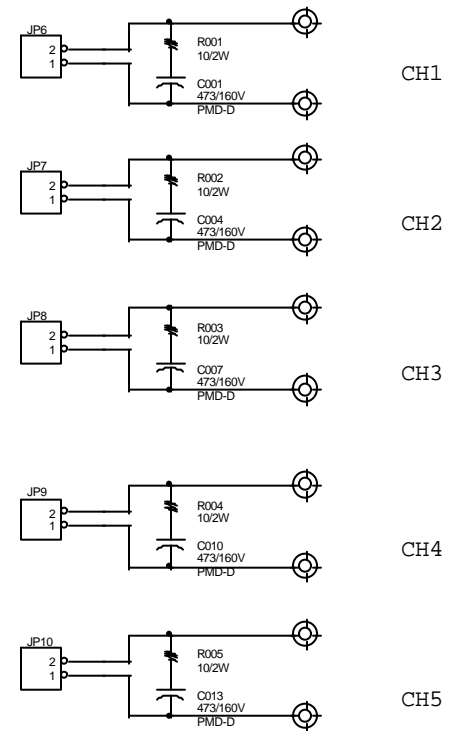 JP6
2
1
R001
10/2W
C001
473/160V
PMD-D
CH1
JP7
2
1
R002
10/2W
C004
473/160V
PMD-D
CH2
JP8
2
1
R003
10/2W
C007
473/160V
PMD-D
CH3
JP9
2
1
R004
10/2W
C010
473/160V
PMD-D
CH4
JP10
2
1
R005
10/2W
C013
473/160V
PMD-D
CH5